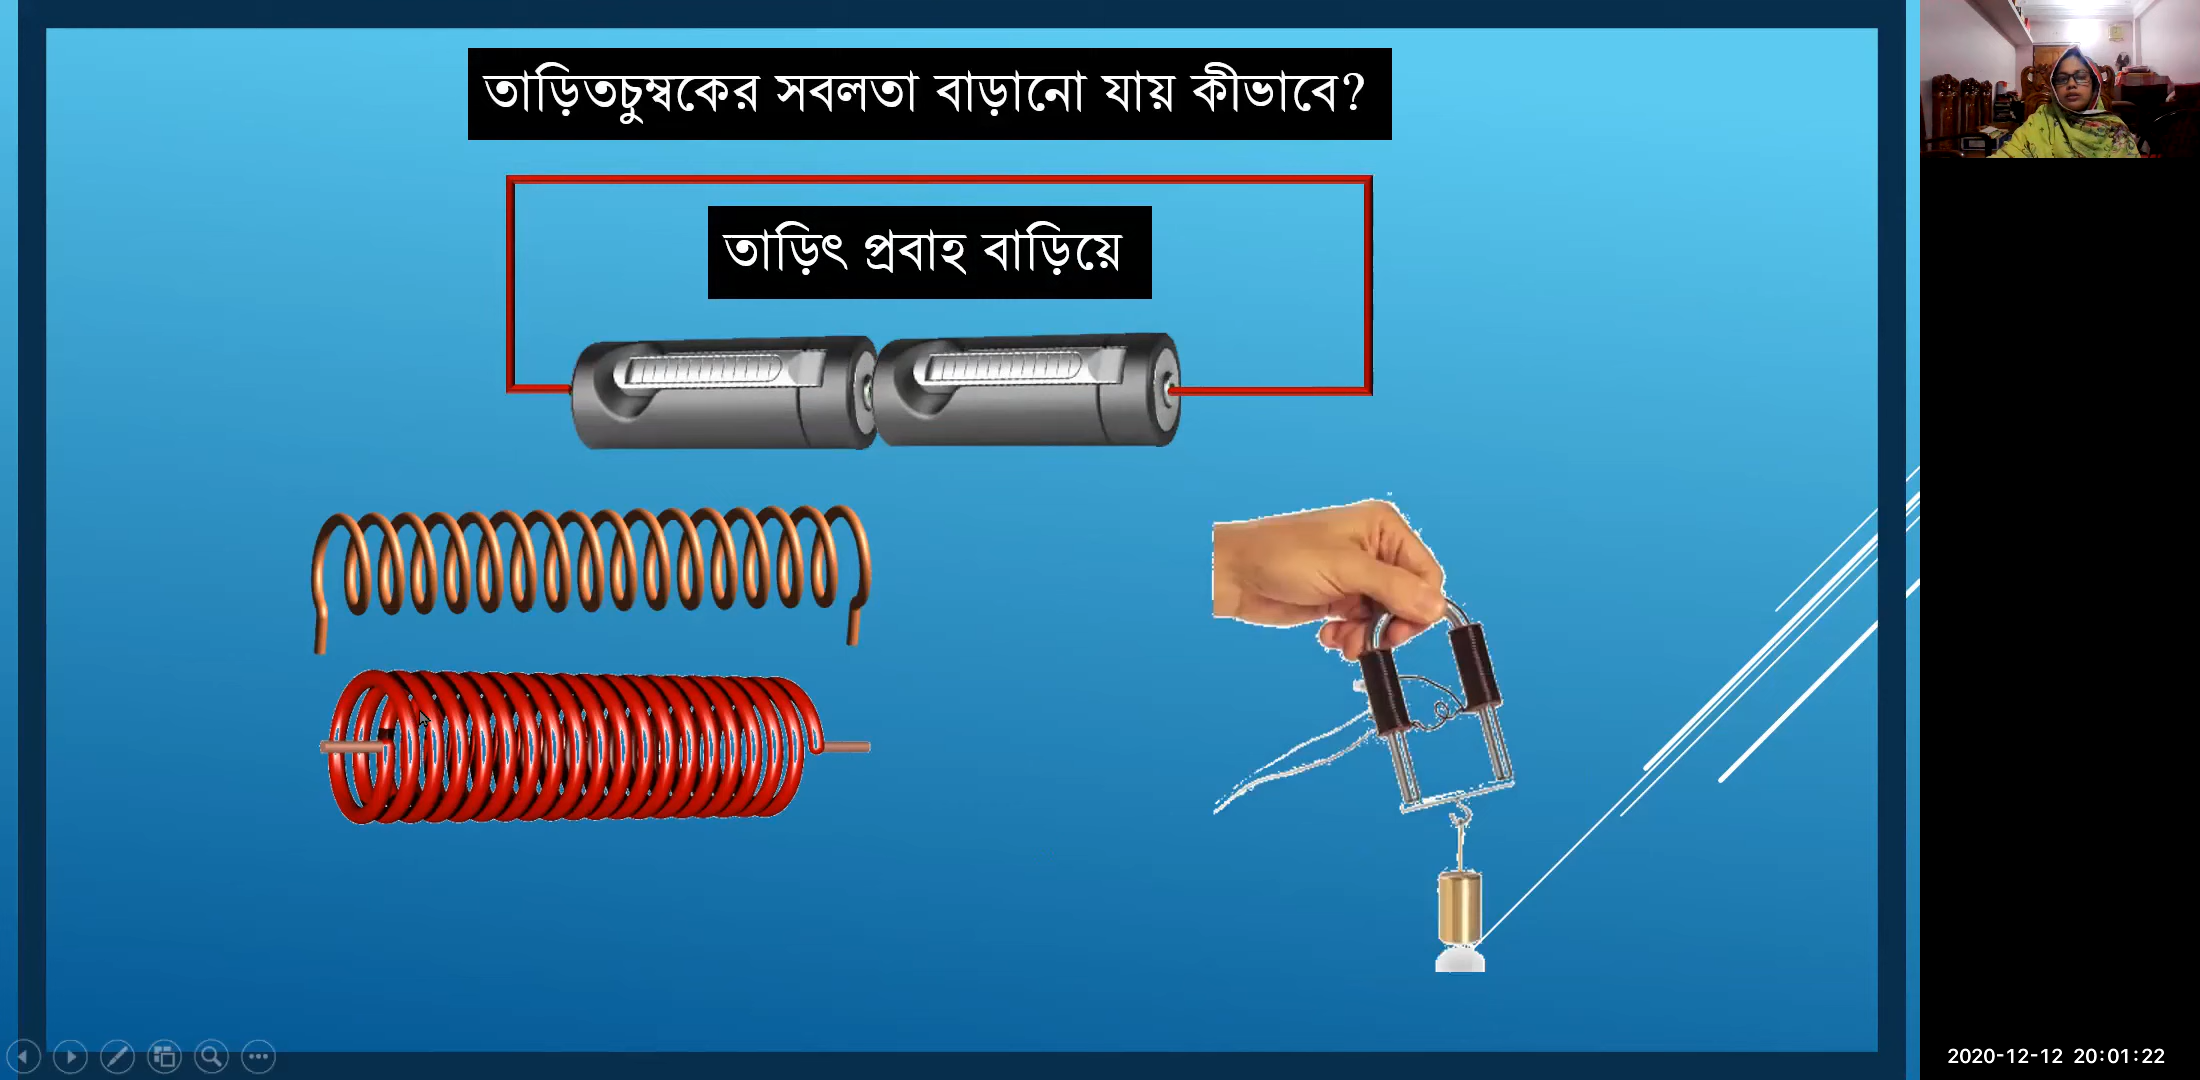 তাড়িতচুম্বকের সবলতা বাড়ানো যায় কীভাবে?
তাড়িৎ প্রবাহ বাড়িয়ে
2020-12-12 20:01:22